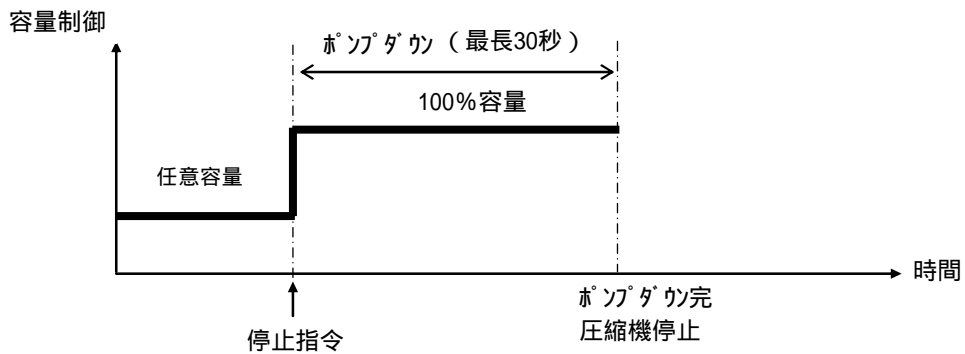 容量制御
ﾎﾟﾝﾌﾟﾀﾞｳﾝ（最長30秒）
100％容量
任意容量
時間
ﾎﾟﾝﾌﾟﾀﾞｳﾝ完
圧縮機停止
停止指令